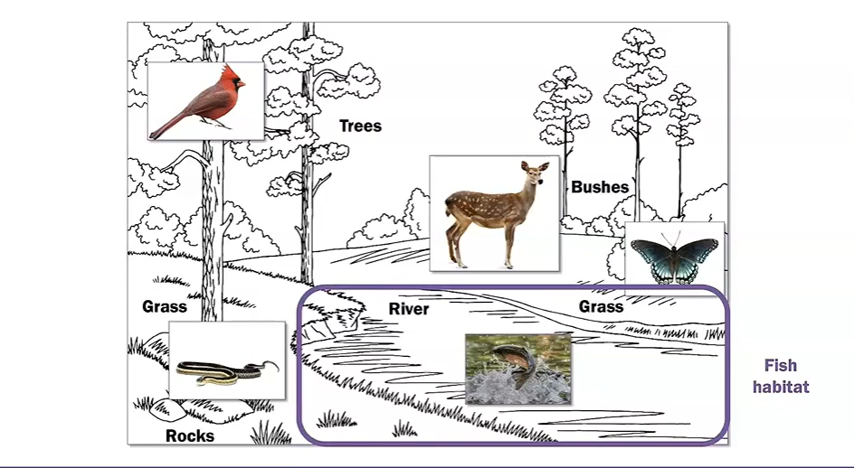 Trees
Bushes
Grass
River
Grass
Fish
habitat
Rocks